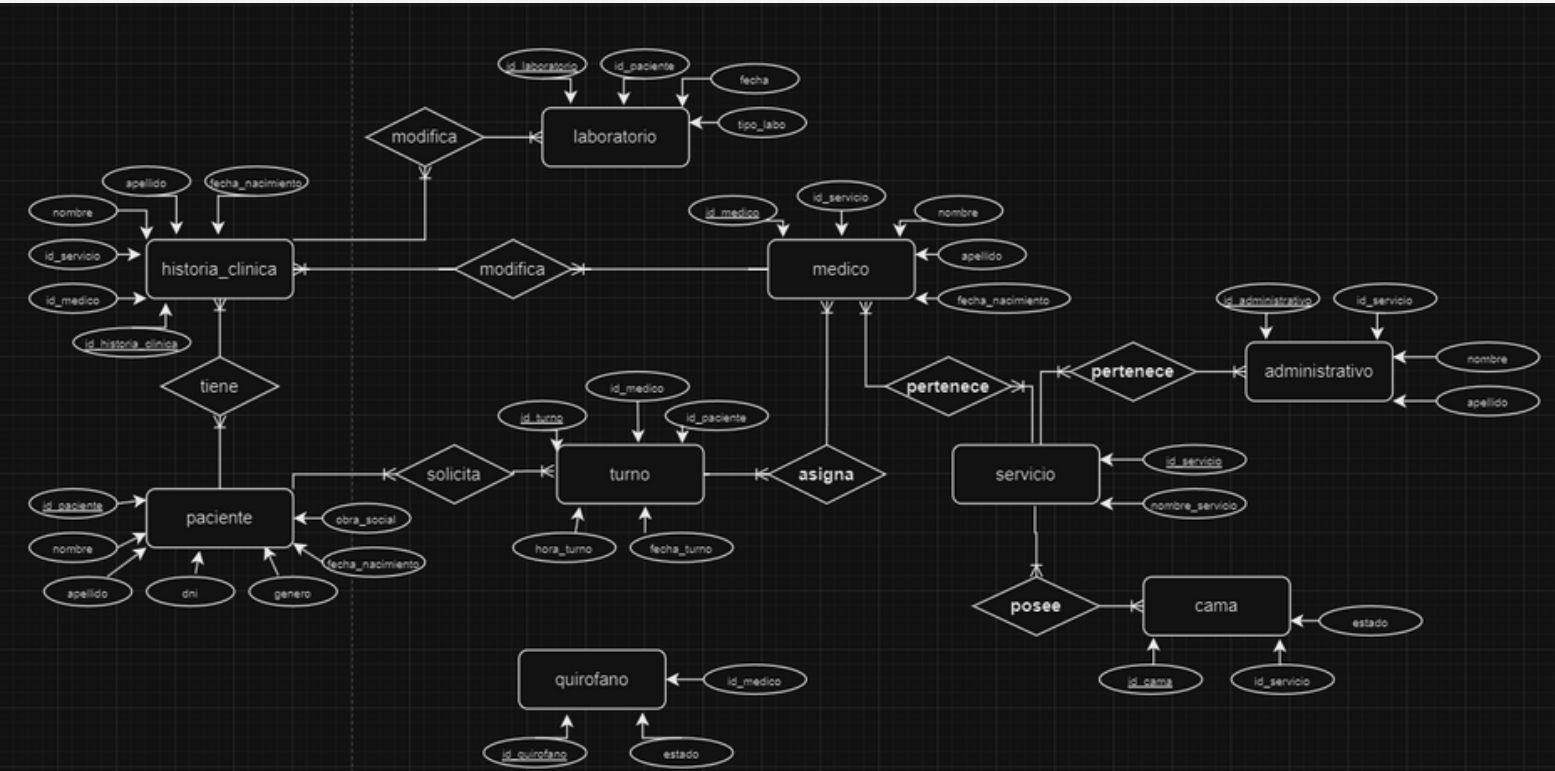 id_laboratorio
id_paciente
fecha
tipo_labo
laboratorio
modifica
apellido
fecha_nacimiento
nombre
id_servicio
id_medico
id_historia_clinica
historia_clinica
modifica
id_medico
id_servicio
nombre
apellido
fecha_nacimiento
medico
id_administrativo
id_servicio
nombre
apellido
administrativo
pertenece
pertenece
tiene
id_medico
id_turno
id_paciente
turno
hora_turno
fecha_turno
solicita
asigna
servicio
id_servicio
nombre_servicio
id_paciente
nombre
apellido
dni
genero
fecha_nacimiento
obra_social
paciente
posee
cama
estado
id_cama
id_servicio
quirofano
id_medico
id_quirofano
estado